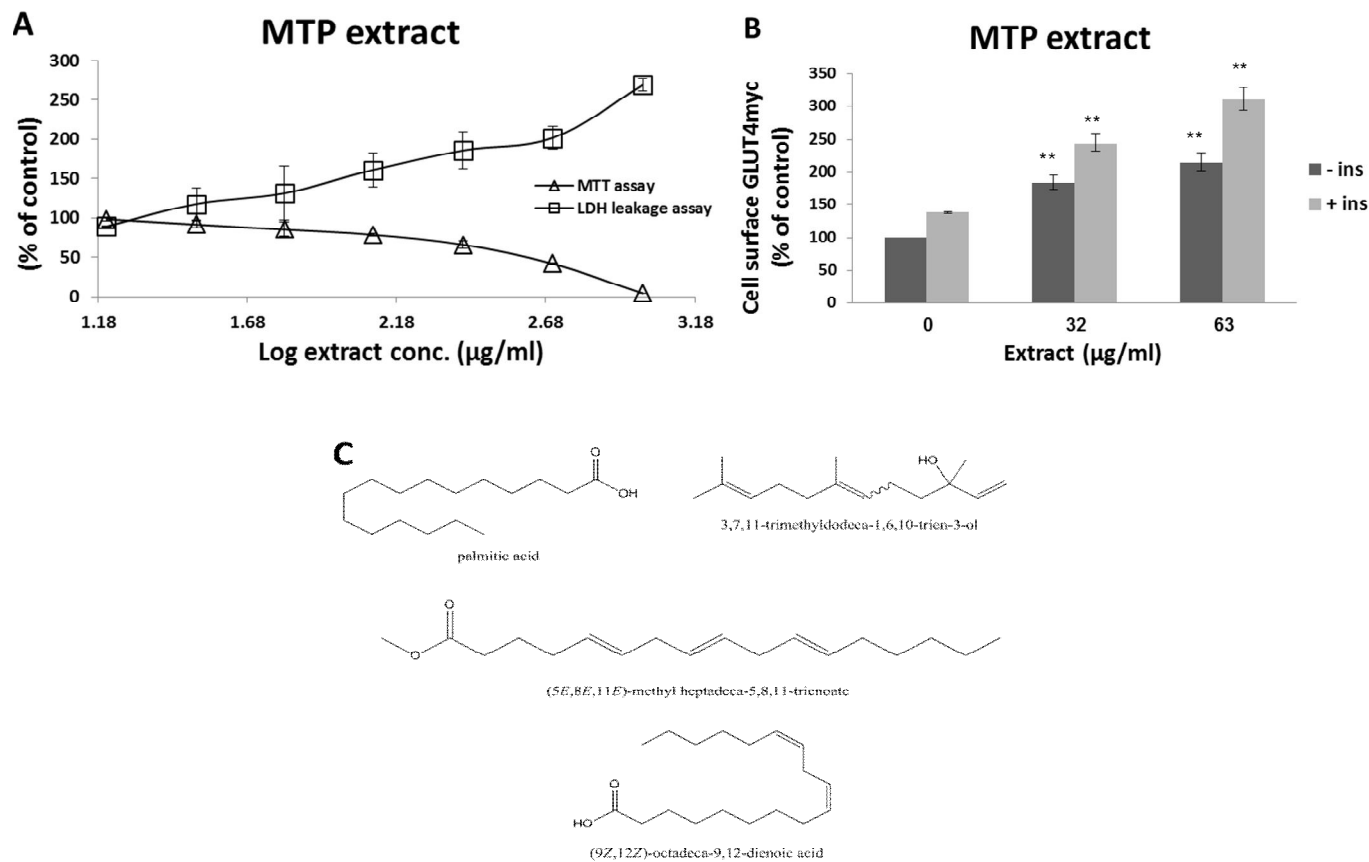 A
MTP extract
(% of control)
300
250
200
150
100
50
0
MTT assay
LDH leakage assay
1.18 1.68 2.18 2.68 3.18
Log extract conc. (µg/ml)
B
MTP extract
Cell surface GLUT4myc
(% of control)
350
300
250
200
150
100
50
0
**
**
**
**
- ins
+ ins
0 32 63
Extract (µg/ml)
C
O
OH
palmitic acid
HO
3,7,11-trimethyldodeca-1,6,10-trien-3-ol
O
O
(5E,8E,11E)-methyl heptadeca-5,8,11-trienoate
O
HO
(9Z,12Z)-octadeca-9,12-dienoic acid